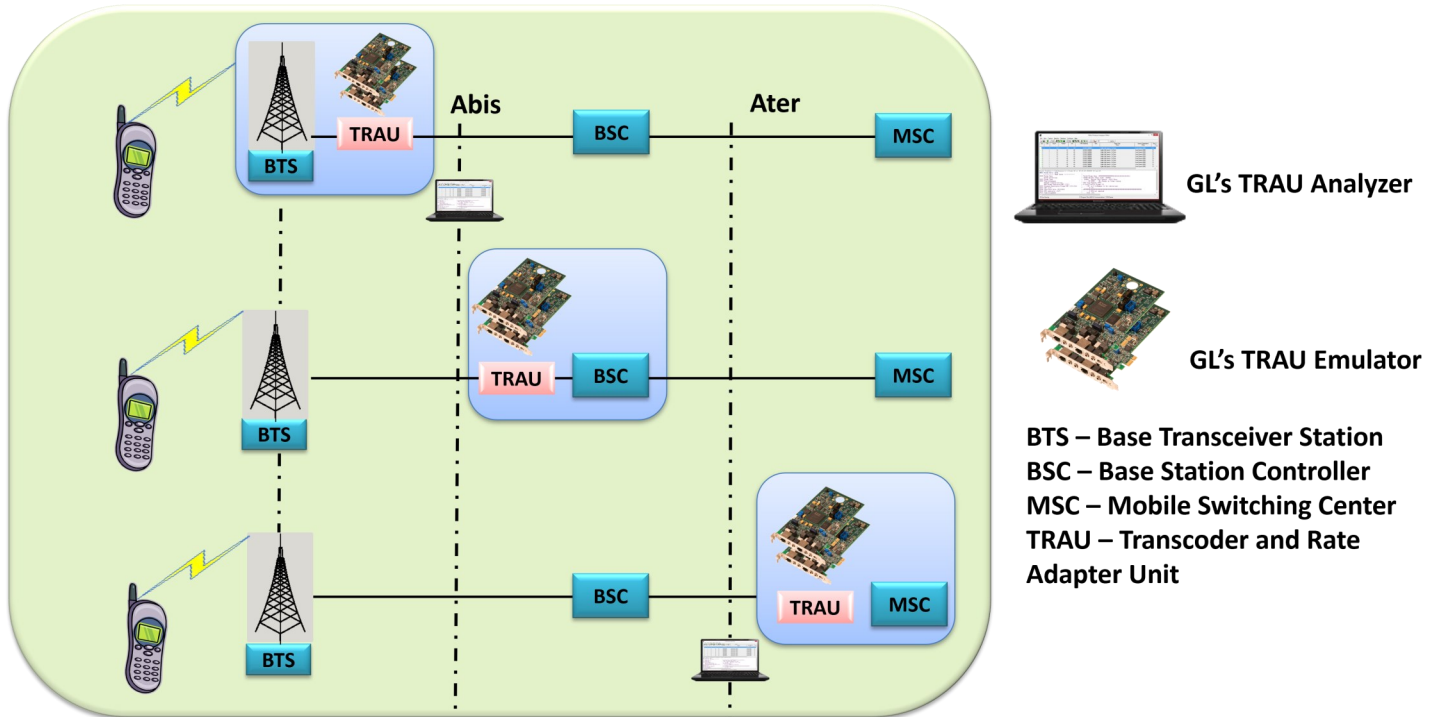 Abis
Ater
TRAU
BSC
MSC
BTS
GL's TRAU Analyzer
TRAU
BSC
MSC
BTS
GL's TRAU Emulator
BTS – Base Transceiver Station
BSC – Base Station Controller
MSC – Mobile Switching Center
TRAU – Transcoder and Rate
Adapter Unit
BSC
TRAU
MSC
BTS